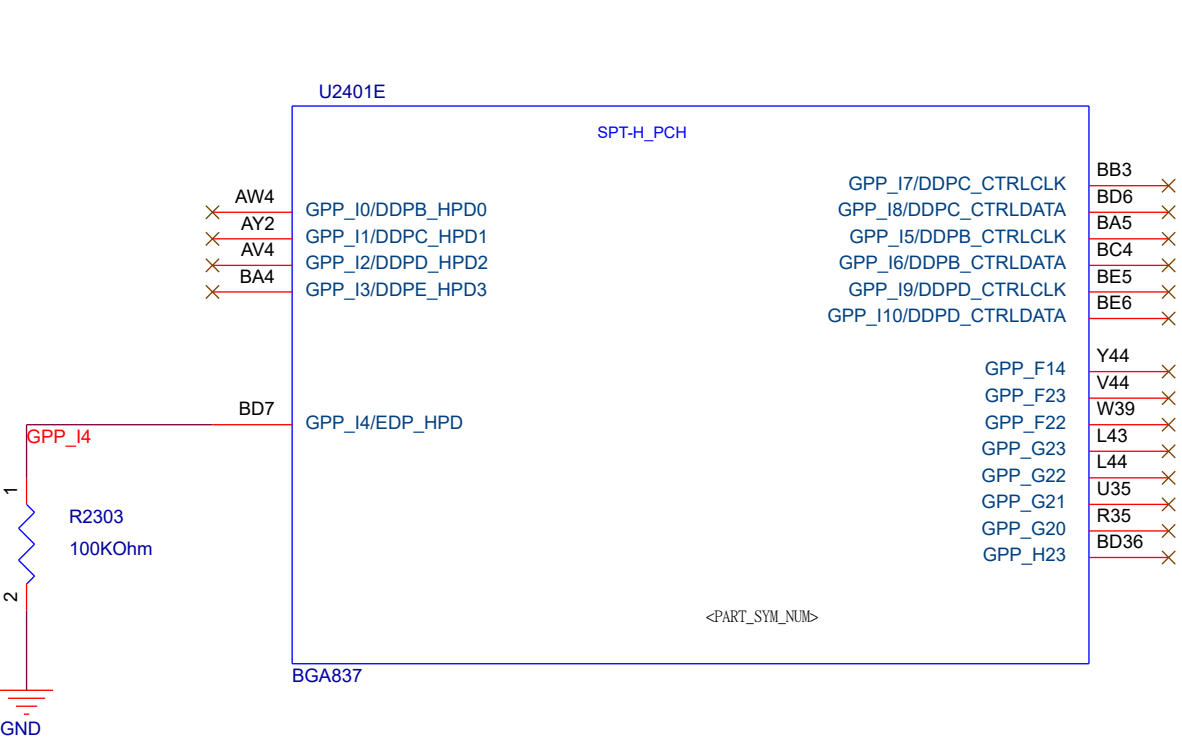 U2401E
SPT-H_PCH
AW4
GPP_I0/DDPB_HPD0
AY2
GPP_I1/DDPC_HPD1
AV4
GPP_I2/DDPD_HPD2
BA4
GPP_I3/DDPE_HPD3
BD7
GPP_I4/EDP_HPD
GPP_I4
1
R2303
100KOhm
2
GND
GPP_I7/DDPC_CTRLCLK
BB3
GPP_I8/DDPC_CTRLDATA
BD6
GPP_I5/DDPB_CTRLCLK
BA5
GPP_I6/DDPB_CTRLDATA
BC4
GPP_I9/DDPD_CTRLCLK
BE5
GPP_I10/DDPD_CTRLDATA
BE6
GPP_F14
Y44
GPP_F23
V44
GPP_F22
W39
GPP_G23
L43
GPP_G22
L44
GPP_G21
U35
GPP_G20
R35
GPP_H23
BD36
<PART_SYM_NUM>
BGA837